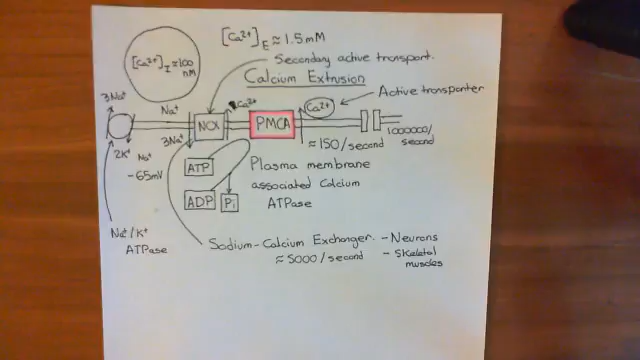 [Ca²⁺]E ≈ 1.5mM
[Ca²⁺]I ≈ 100
nM
Secondary active transport.
Calcium Extrusion
3Na⁺
Na⁺
Ca²⁺
Ca²⁺
Active transporter
NCX
PMCA
3Na⁺
≈150/second
1000000/
second
2K⁺
Na⁺
-65mV
ATP
ADP
Pi
Plasma membrane
associated Calcium
ATPase
Na⁺/K⁺
ATPase
Sodium-Calcium Exchanger.
≈5000/second
- Neurons
- Skeletal
muscles